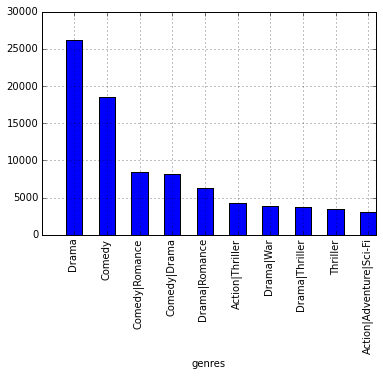 30000
25000
20000
15000
10000
5000
0
Drama
Comedy
Comedy|Romance
Comedy|Drama
Drama|Romance
Action|Thriller
Drama|War
Drama|Thriller
Thriller
Action|Adventure|Sci-Fi
genres